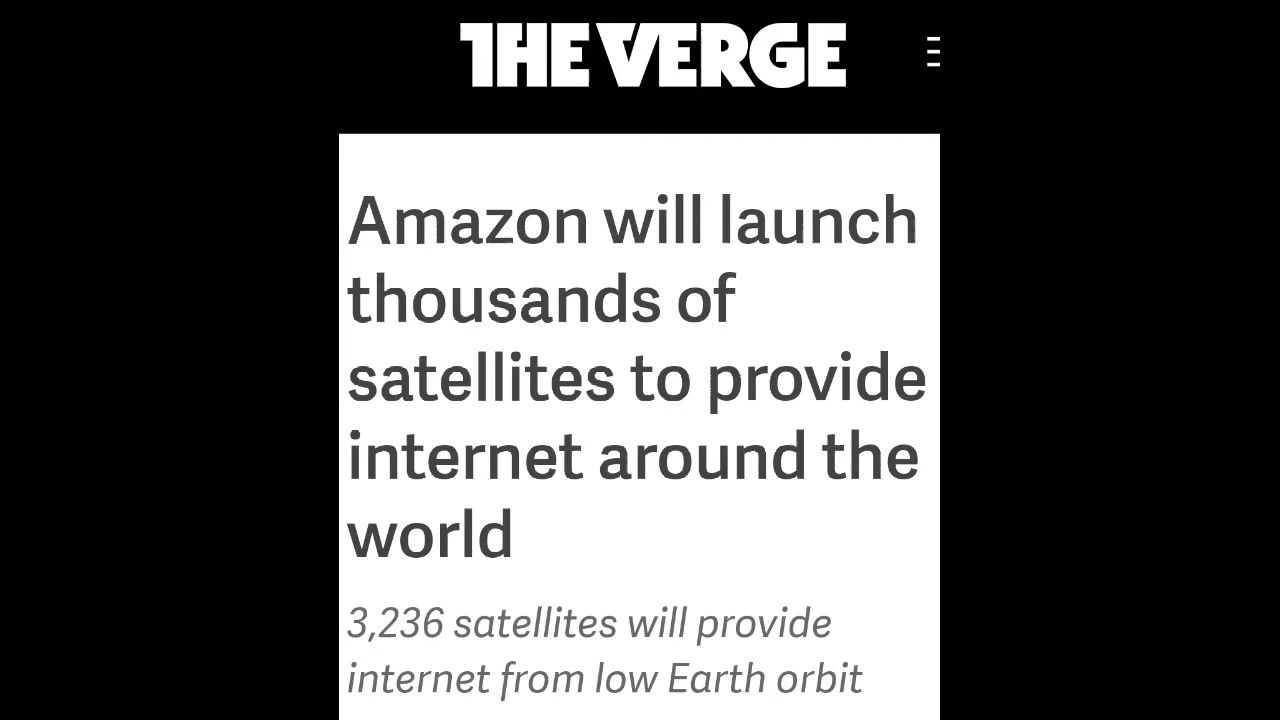 THE VERGE
Amazon will launch
thousands of
satellites to provide
internet around the
world
3,236 satellites will provide
internet from low Earth orbit